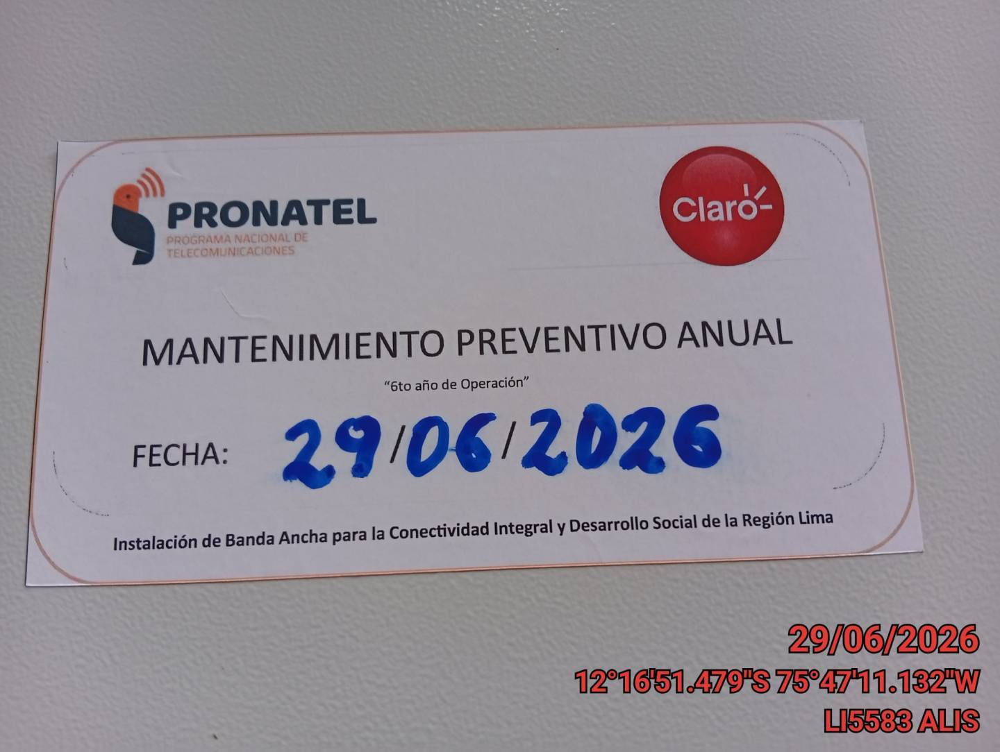 PRONATEL
PROGRAMA NACIONAL DE
TELECOMUNICACIONES
Claro
MANTENIMIENTO PREVENTIVO ANUAL
“6to año de Operación”
FECHA: 29/06/2026
Instalación de Banda Ancha para la Conectividad Integral y Desarrollo Social de la Región Lima
29/06/2026
12°16'51.479"S 75°47'11.132"W
LI5583 ALIS